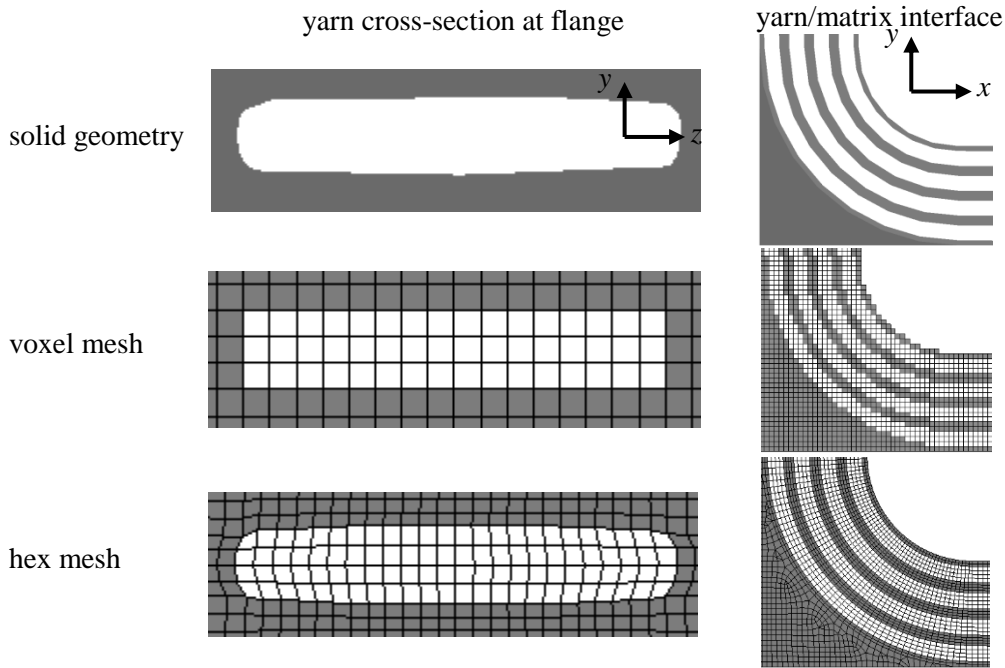 yarn cross-section at flange
yarn/matrix interface
solid geometry
y
z
y
x
voxel mesh
hex mesh